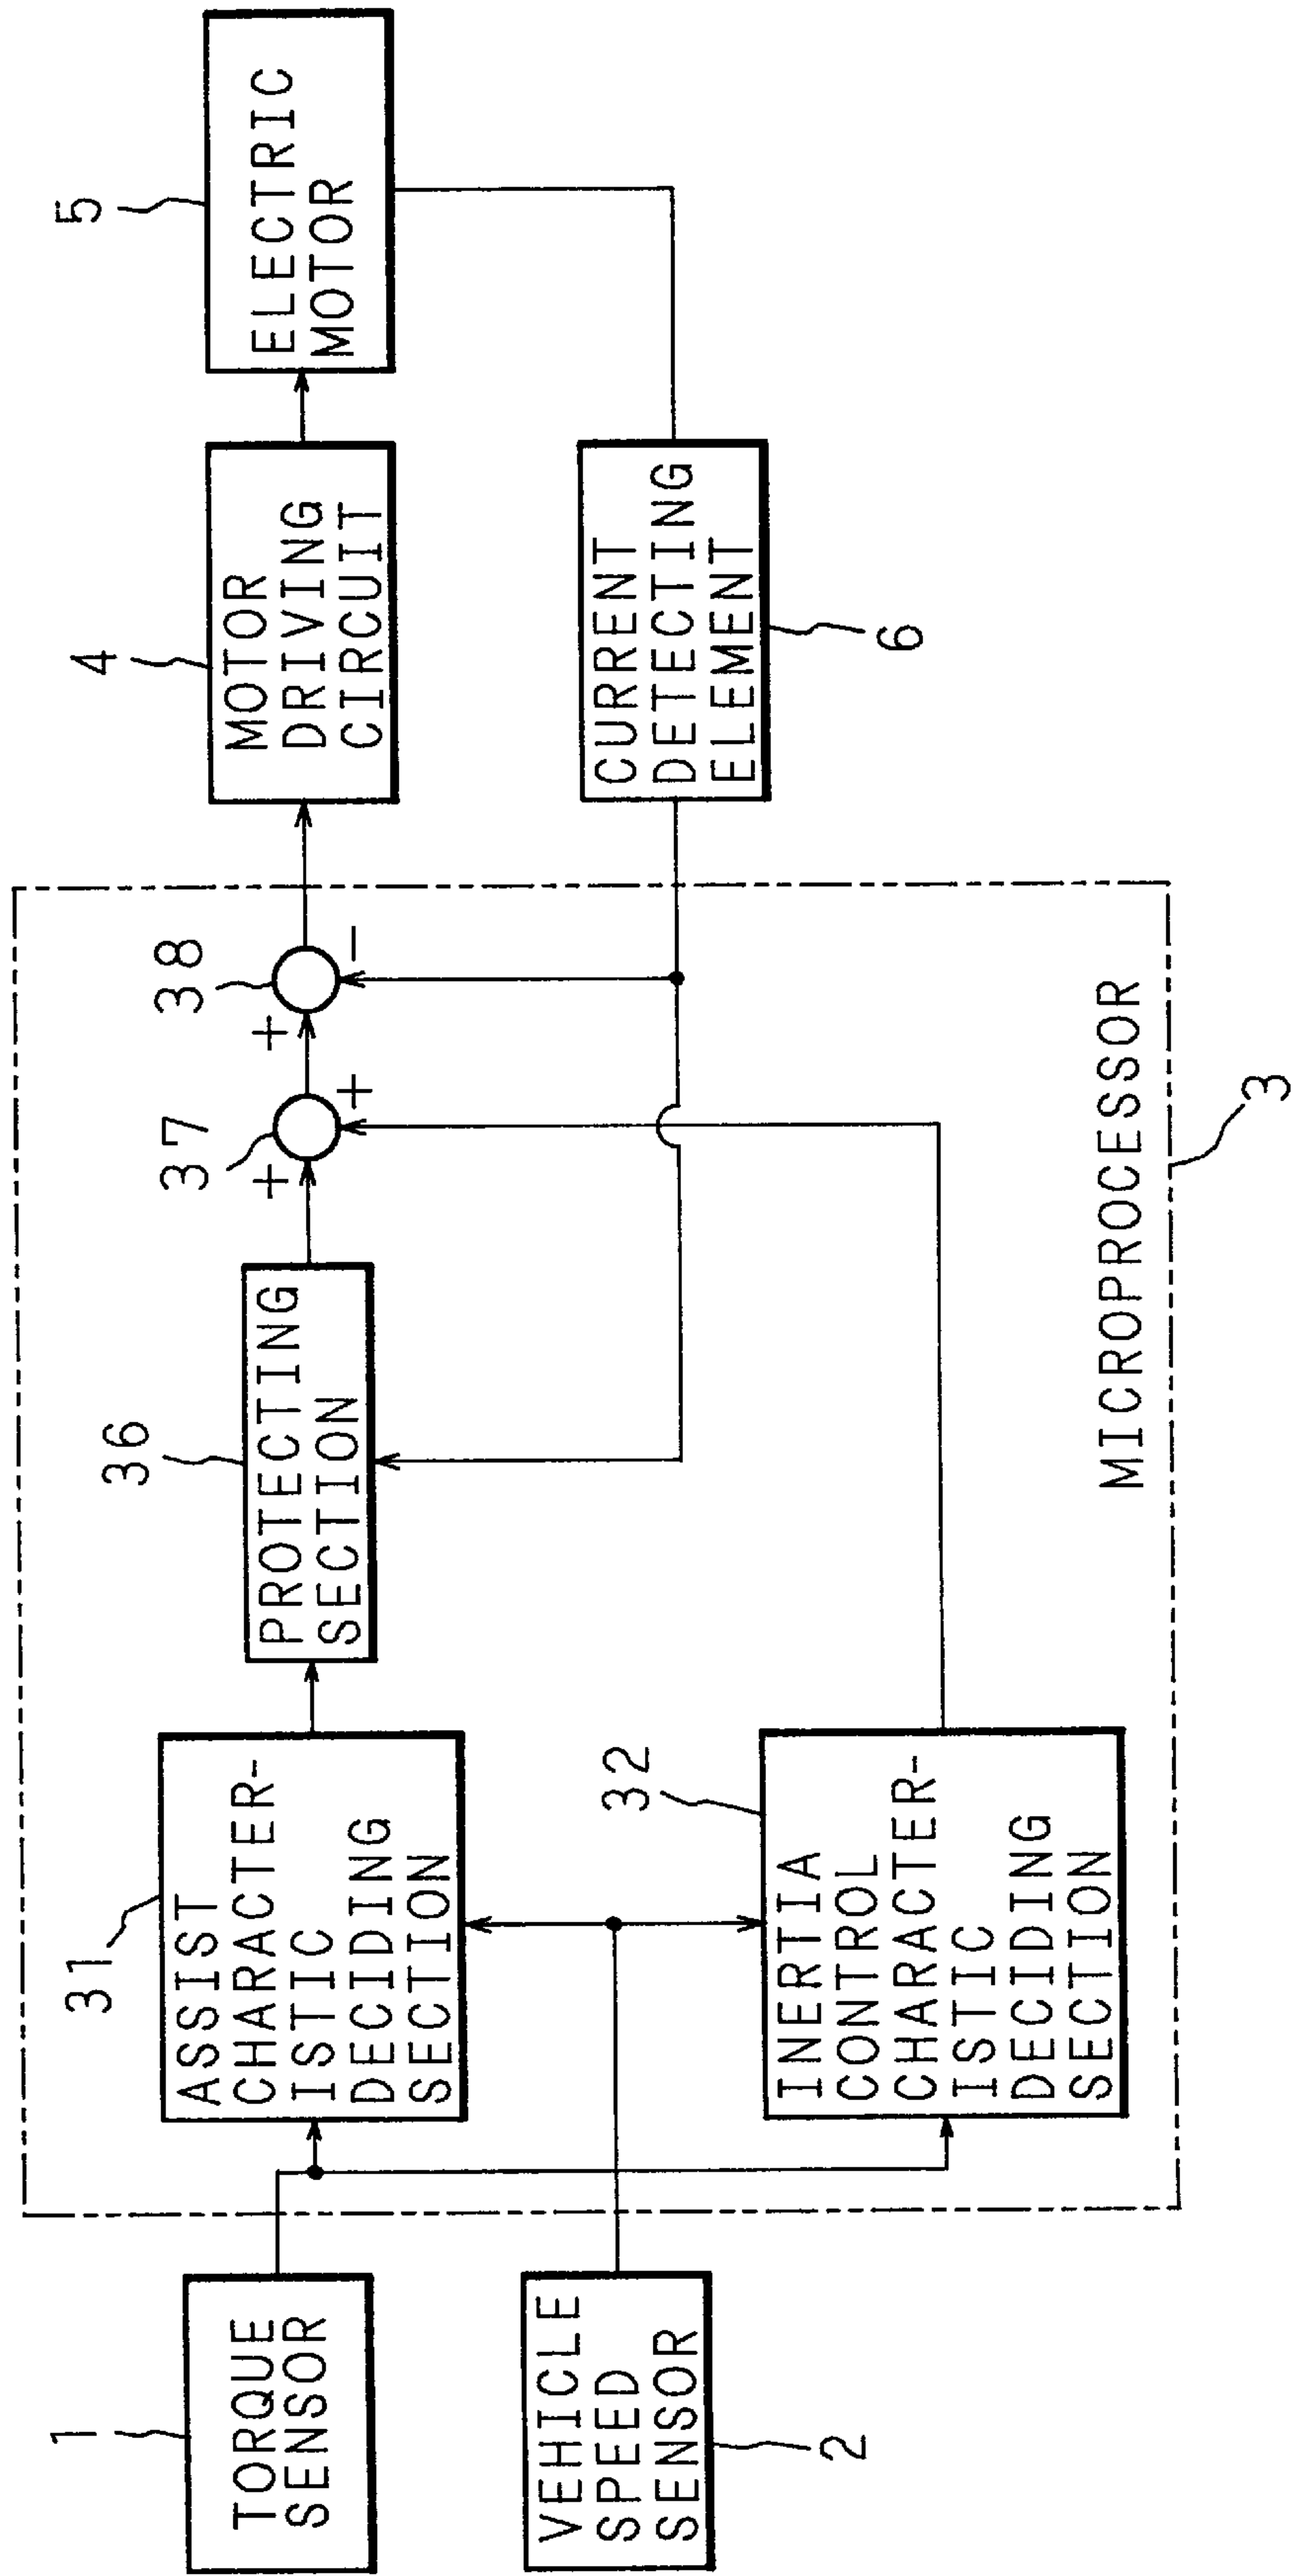 1
TORQUE
SENSOR
2
VEHICLE
SPEED
SENSOR
31
ASSIST
CHARACTER-
ISTIC
DECIDING
SECTION
32
INERTIA
CONTROL
CHARACTER-
ISTIC
DECIDING
SECTION
36
PROTECTING
SECTION
37
+
+
38
+
−
MICROPROCESSOR
3
4
MOTOR
DRIVING
CIRCUIT
5
ELECTRIC
MOTOR
CURRENT
DETECTING
ELEMENT
6